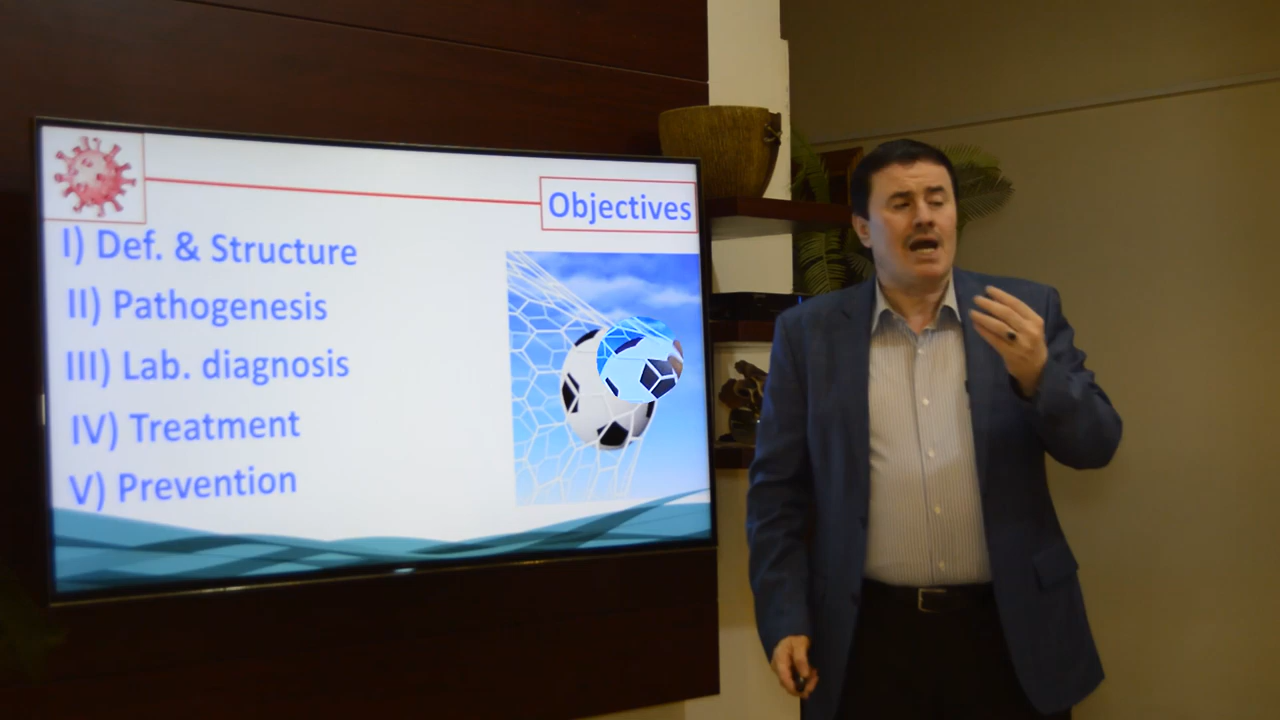 Objectives
I) Def. & Structure
II) Pathogenesis
III) Lab. diagnosis
IV) Treatment
V) Prevention